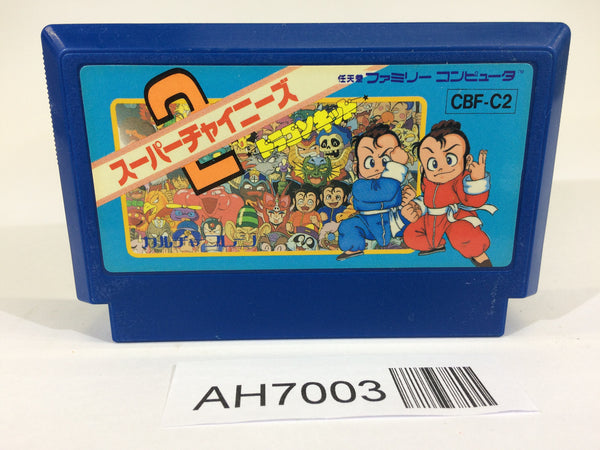 任天堂 ファミリー コンピュータ™
CBF-C2
2
スーパーチャイニーズ
ドラゴンキッド
カルチャーブレーン
AH7003